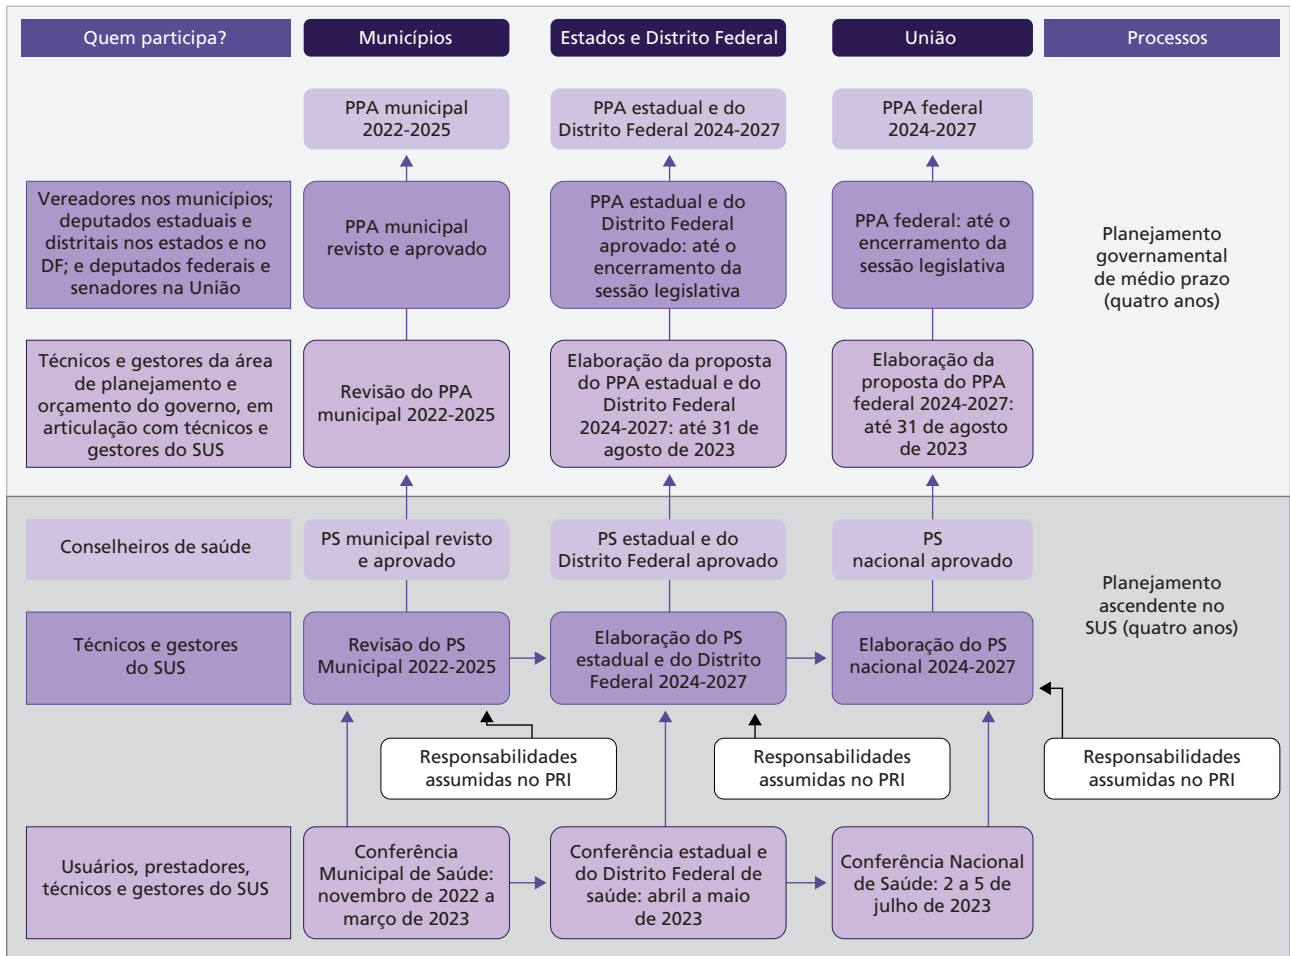 Quem participa?
Municípios
Estados e Distrito Federal
União
Processos
PPA municipal
2022-2025
PPA estadual e do
Distrito Federal 2024-2027
PPA federal
2024-2027
Vereadores nos municípios;
deputados estaduais e
distritais nos estados e no
DF; e deputados federais e
senadores na União
PPA municipal
revisto e aprovado
PPA estadual e do
Distrito Federal
aprovado: até o
encerramento da
sessão legislativa
PPA federal: até o
encerramento da
sessão legislativa
Planejamento
governamental
de médio prazo
(quatro anos)
Técnicos e gestores da área
de planejamento e
orçamento do governo, em
articulação com técnicos e
gestores do SUS
Revisão do PPA
municipal 2022-2025
Elaboração da proposta
do PPA estadual e do
Distrito Federal
2024-2027: até 31 de
agosto de 2023
Elaboração da
proposta do PPA
federal 2024-2027:
até 31 de agosto
de 2023
Conselheiros de saúde
PS municipal revisto
e aprovado
PS estadual e do
Distrito Federal aprovado
PS
nacional aprovado
Planejamento
ascendente no
SUS (quatro anos)
Técnicos e gestores
do SUS
Revisão do PS
Municipal 2022-2025
Elaboração do PS
estadual e do Distrito
Federal 2024-2027
Elaboração do PS
nacional 2024-2027
Responsabilidades
assumidas no PRI
Responsabilidades
assumidas no PRI
Responsabilidades
assumidas no PRI
Usuários, prestadores,
técnicos e gestores do SUS
Conferência
Municipal de Saúde:
novembro de 2022 a
março de 2023
Conferência estadual e
do Distrito Federal de
saúde: abril a maio
de 2023
Conferência Nacional
de Saúde: 2 a 5 de
julho de 2023